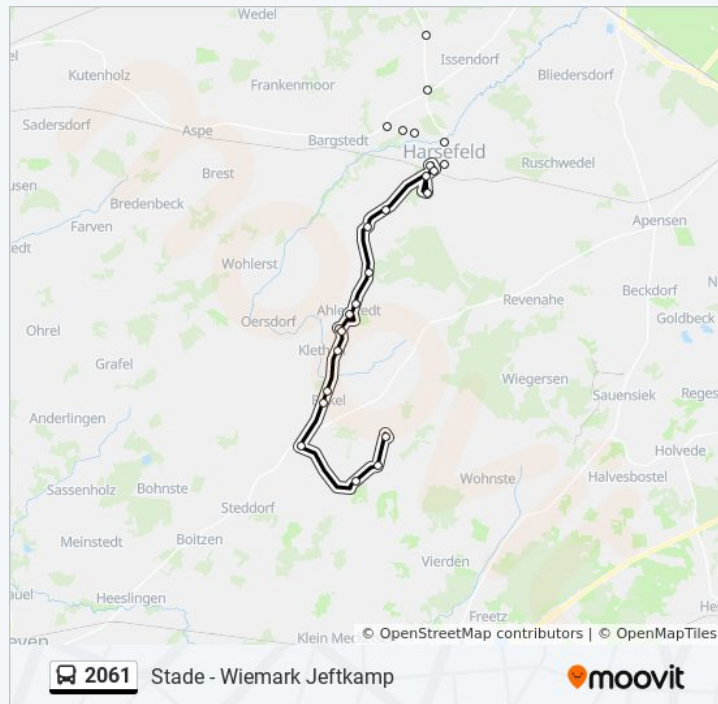 Wedel
Issendorf
Kutenholz
Frankenmoor
Bliedersdorf
Sadersdorf
Aspe
Bargstedt
Harsefeld
Ruschwedel
Brest
Bredenbeck
Farven
Apensen
Wohlerst
Revenahe
Beckdorf
Oersdorf
Goldbeck
Ohrel
Grafel
Wiegersen
Sauensiek
Anderlingen
Holvede
Wohnste
Halvesbostel
Sassenholz
Bohnste
Steddorf
Meinstedt
Boitzen
Vierden
Heeslingen
Freetz
© OpenStreetMap contributors | © OpenMapTiles
2061 Stade - Wiemark Jeftkamp
moovit